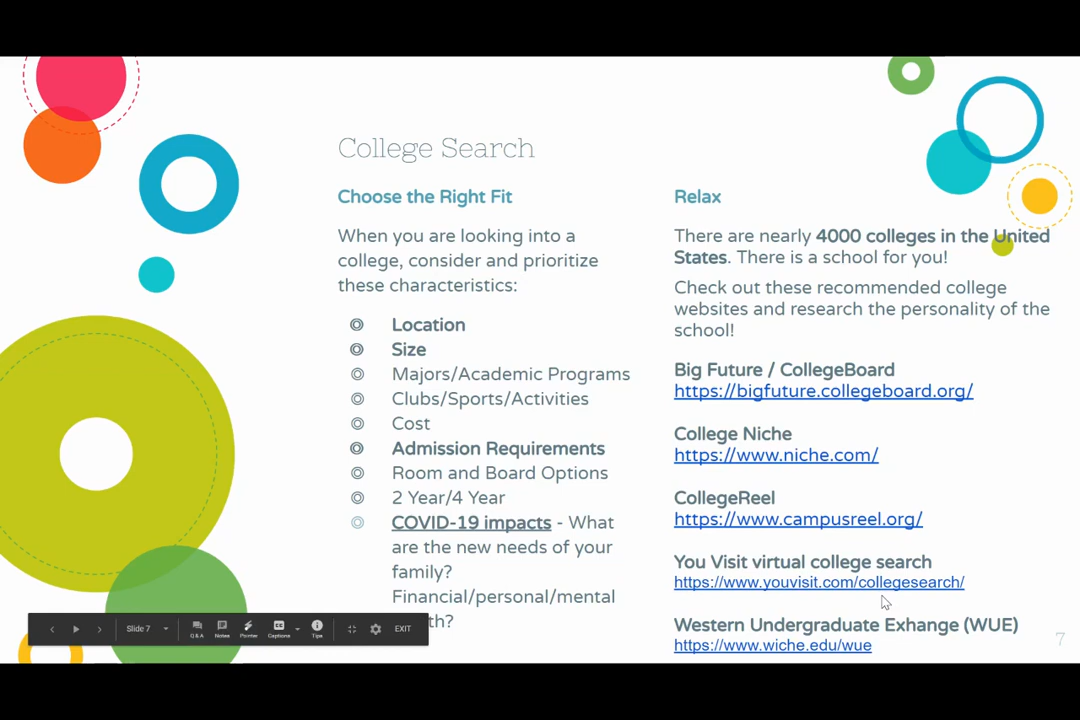 College Search
Choose the Right Fit
When you are looking into a
college, consider and prioritize
these characteristics:
Location
Size
Majors/Academic Programs
Clubs/Sports/Activities
Cost
Admission Requirements
Room and Board Options
2 Year/4 Year
COVID-19 impacts - What
are the new needs of your
family?
Financial/personal/mental
th?
Relax
There are nearly 4000 colleges in the United
States. There is a school for you!
Check out these recommended college
websites and research the personality of the
school!
Big Future / CollegeBoard
https://bigfuture.collegeboard.org/
College Niche
https://www.niche.com/
CollegeReel
https://www.campusreel.org/
You Visit virtual college search
https://www.youvisit.com/collegesearch/
Western Undergraduate Exhange (WUE)
https://www.wiche.edu/wue
7
Slide 7
Q & A
Notes
Pointer
Captions
Tips
EXIT